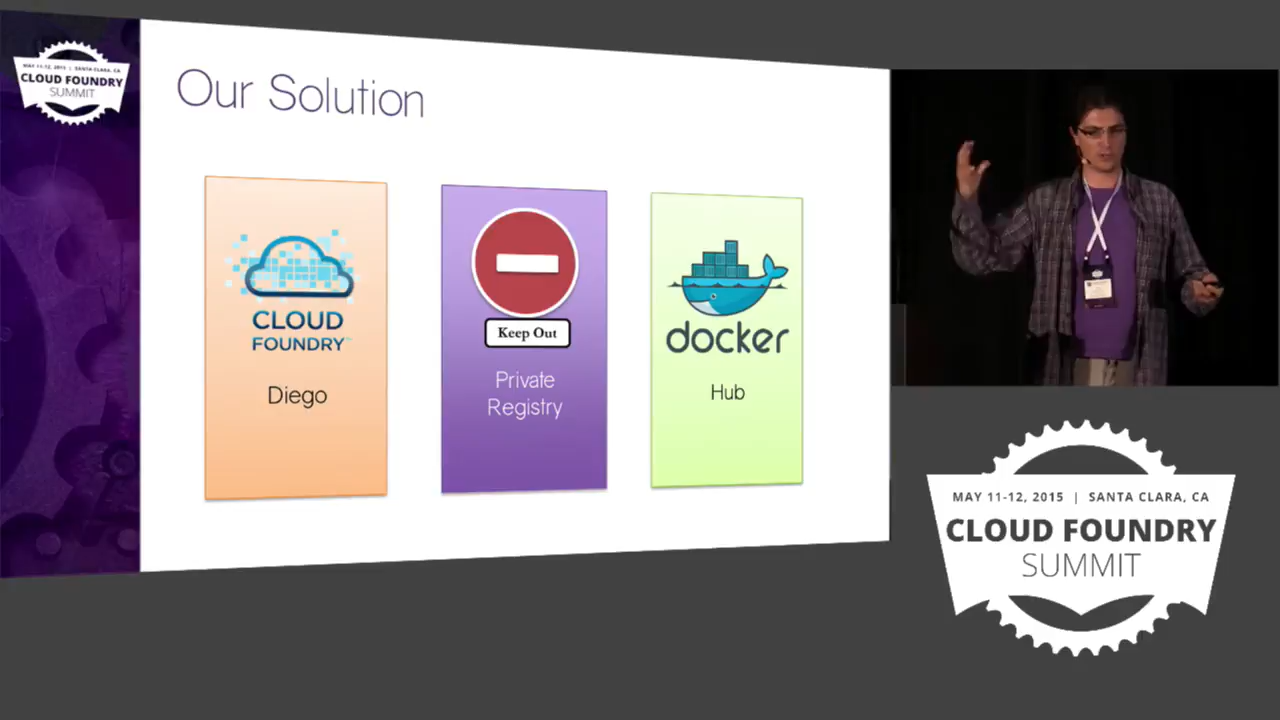 MAY 11-12, 2015 | SANTA CLARA, CA
CLOUD FOUNDRY
SUMMIT
Our Solution
CLOUD
FOUNDRY™
Diego
Keep Out
Private
Registry
docker
Hub
MAY 11-12, 2015 | SANTA CLARA, CA
CLOUD FOUNDRY
SUMMIT